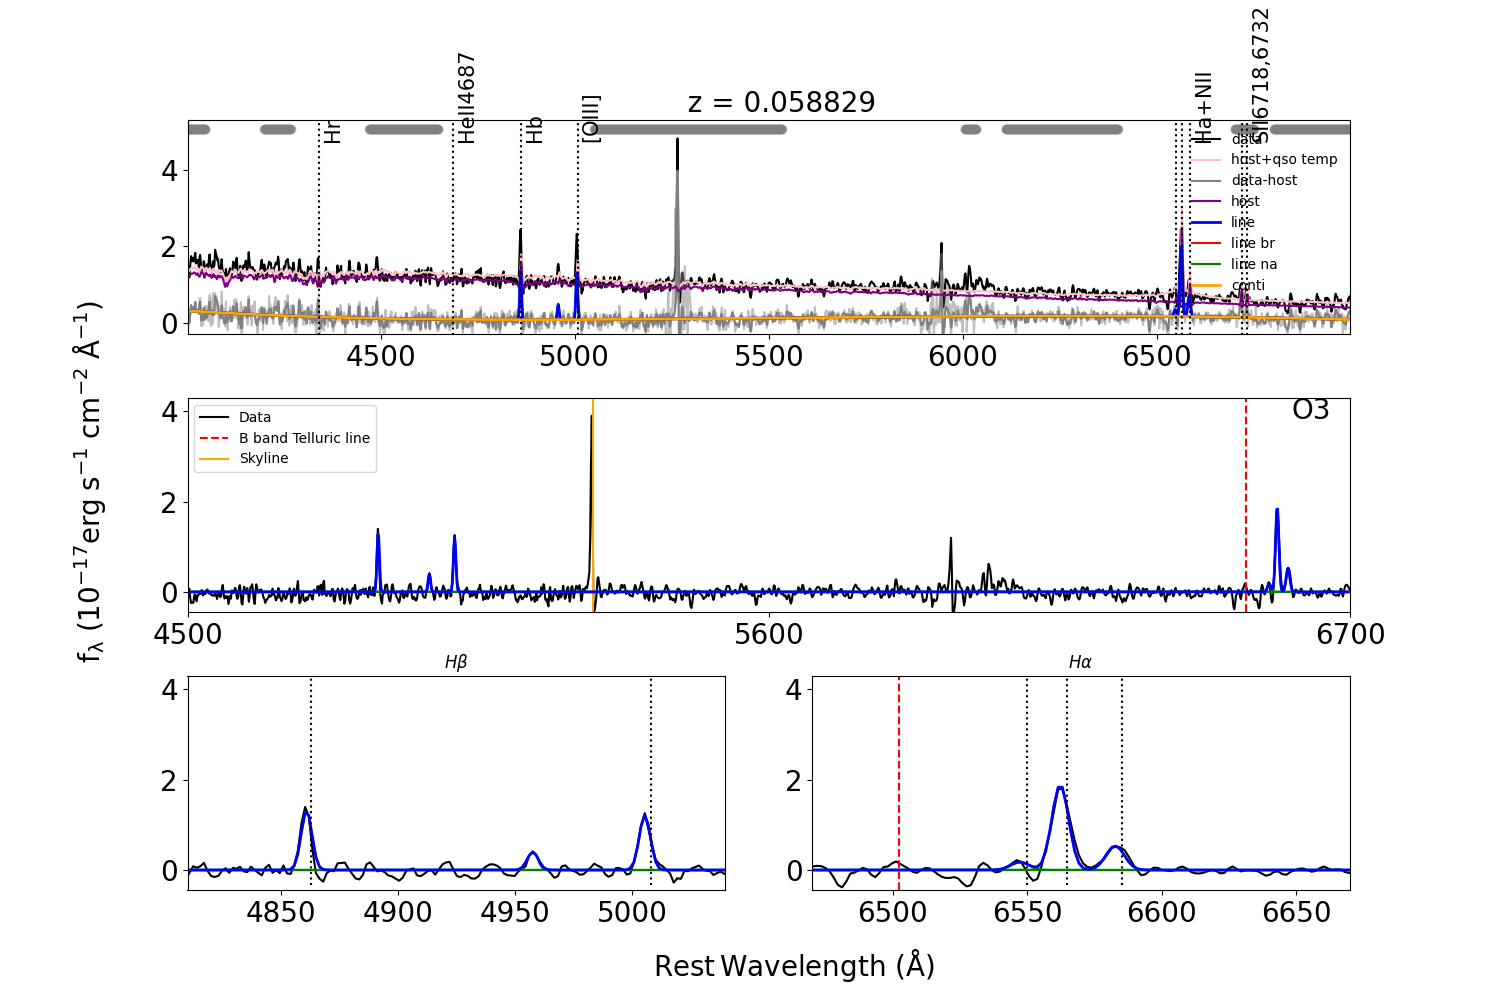 z = 0.058829
Hr
HeII4687
Hb
[OIII]
Ha+NII
SII6718,6732
data
host+qso temp
data-host
host
line
line br
line na
conti
4
2
0
4500
5000
5500
6000
6500
O3
Data
B band Telluric line
Skyline
4
2
0
4500
5600
6700
Hβ
4
2
0
4850
4900
4950
5000
Hα
4
2
0
6500
6550
6600
6650
fλ (10⁻¹⁷erg s⁻¹ cm⁻² Å⁻¹)
Rest Wavelength (Å)